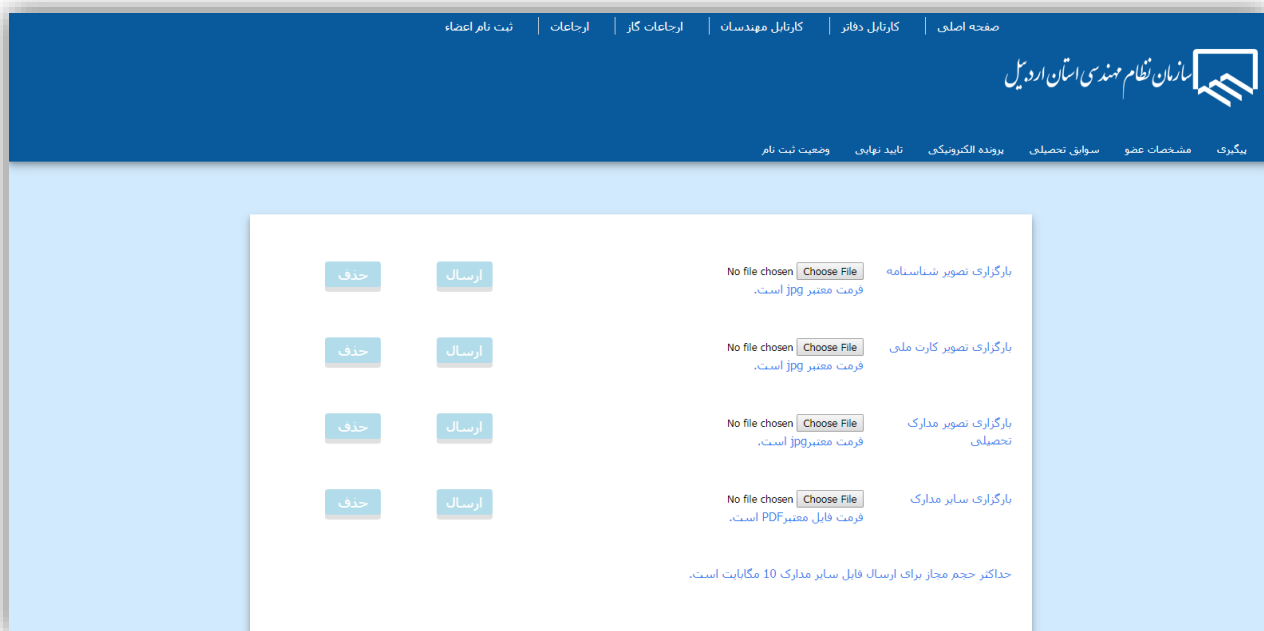 صفحه اصلی
کارتابل دفاتر
کارتابل مهندسان
ارجاعات گاز
ارجاعات
ثبت نام اعضاء
سازمان نظام مهندسی استان اردبیل
پیگیری
مشخصات عضو
سوابق تحصیلی
پرونده الکترونیکی
تایید نهایی
وضعیت ثبت نام
بارگزاری تصویر شناسنامه
Choose File No file chosen
ارسال
حذف
فرمت معتبر jpg است.
بارگزاری تصویر کارت ملی
Choose File No file chosen
ارسال
حذف
فرمت معتبر jpg است.
بارگزاری تصویر مدارک
تحصیلی
Choose File No file chosen
ارسال
حذف
فرمت معتبرjpg است.
بارگزاری سایر مدارک
Choose File No file chosen
ارسال
حذف
فرمت فایل معتبرPDF است.
حداکثر حجم مجاز برای ارسال فایل سایر مدارک 10 مگابایت است.